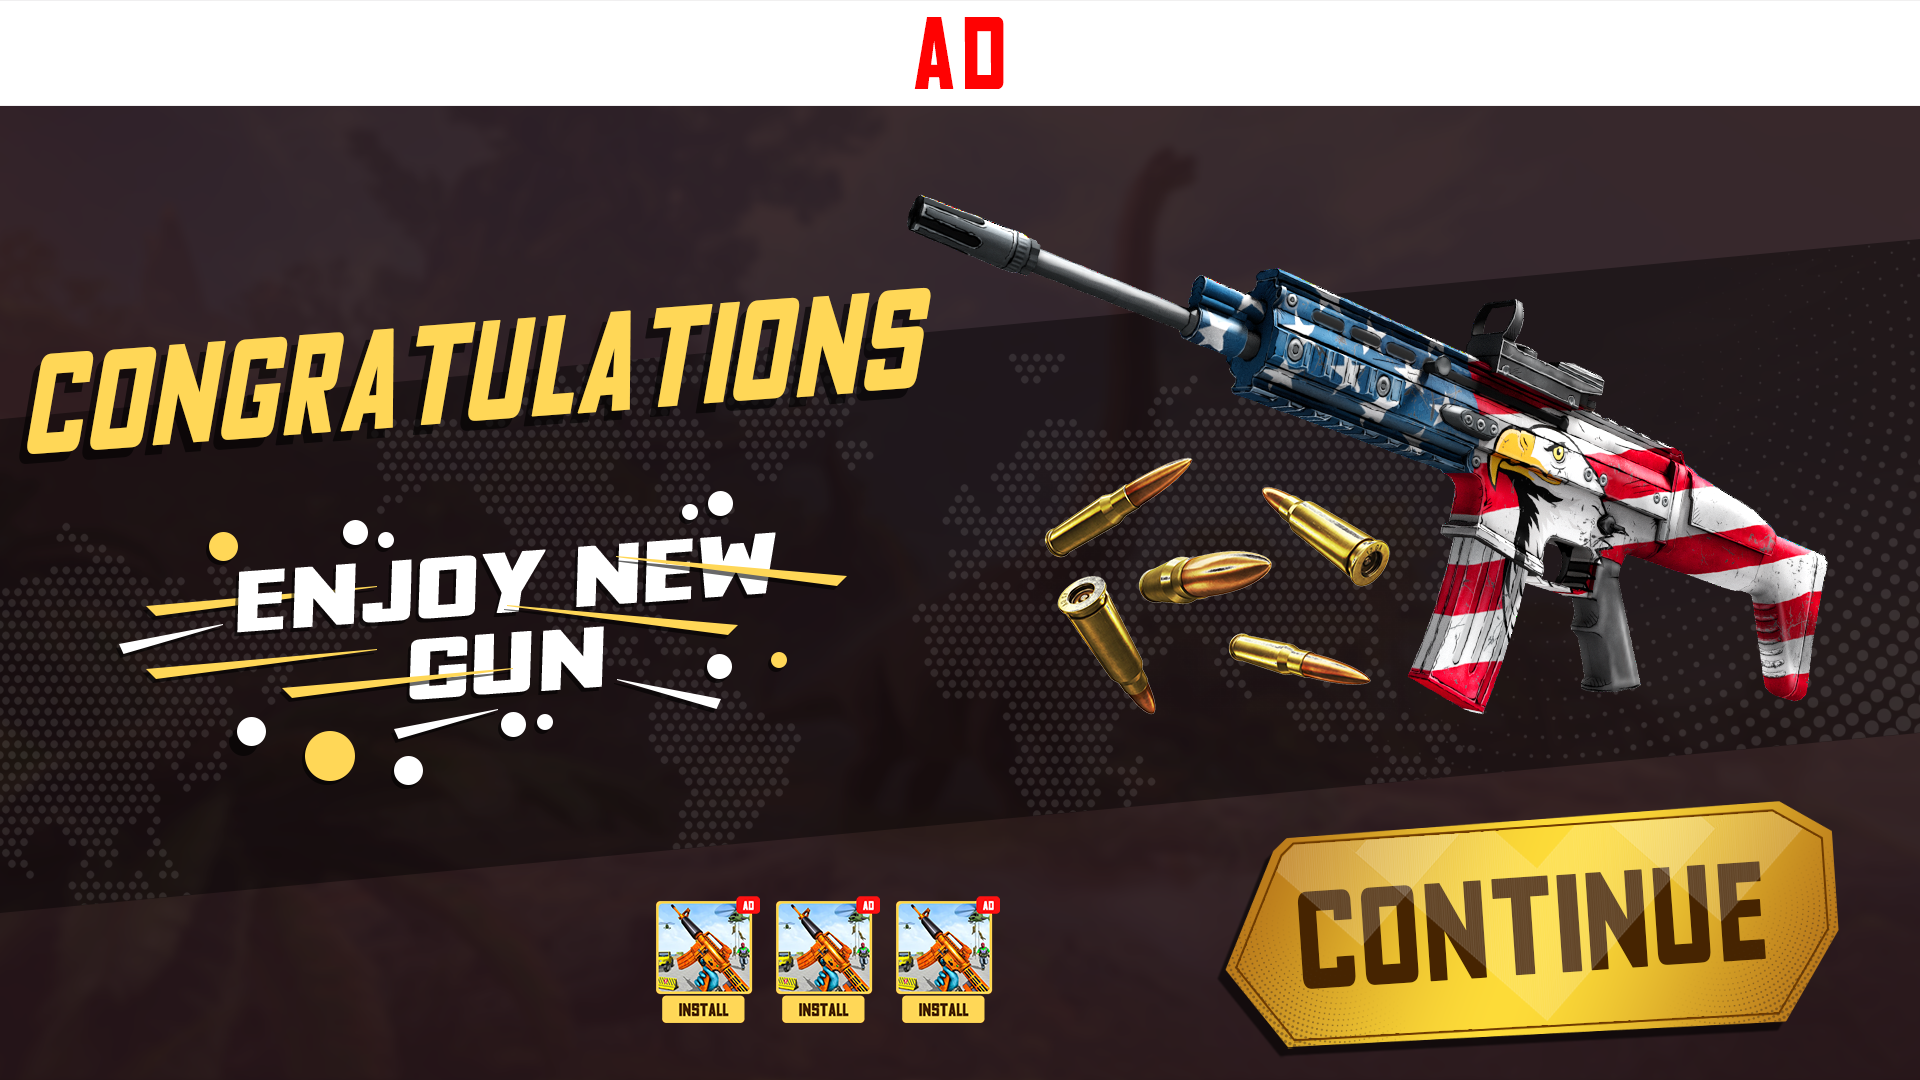 AD
CONGRATULATIONS
ENJOY NEW
GUN
AD AD AD
INSTALL INSTALL INSTALL
CONTINUE